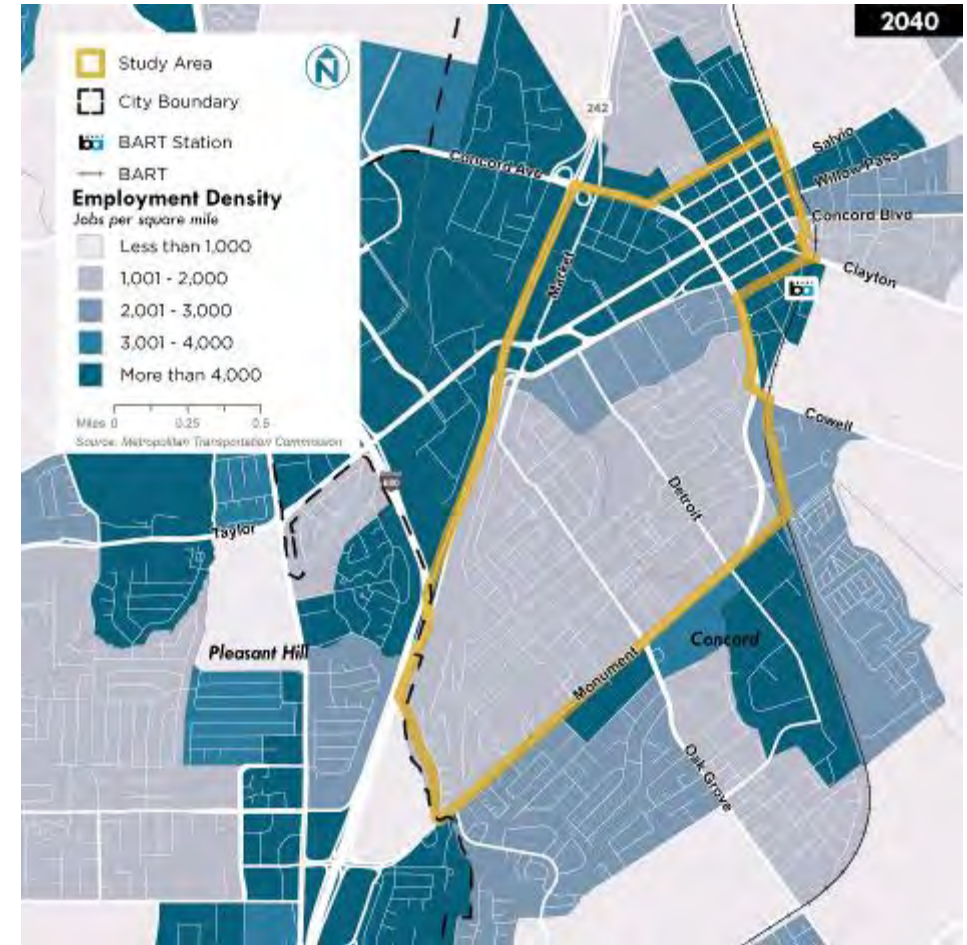 2040
Study Area
City Boundary
BART Station
BART
Employment Density
Jobs per square mile
Less than 1,000
1,001 - 2,000
2,001 - 3,000
3,001 - 4,000
More than 4,000
Miles 0 0.25 0.5
Source: Metropolitan Transportation Commission
N
242
Concord Ave
Salvio
Willow Pass
Concord Blvd
Clayton
ba
Market
Cowell
680
Detroit
Taylor
Pleasant Hill
Concord
Monument
Oak Grove